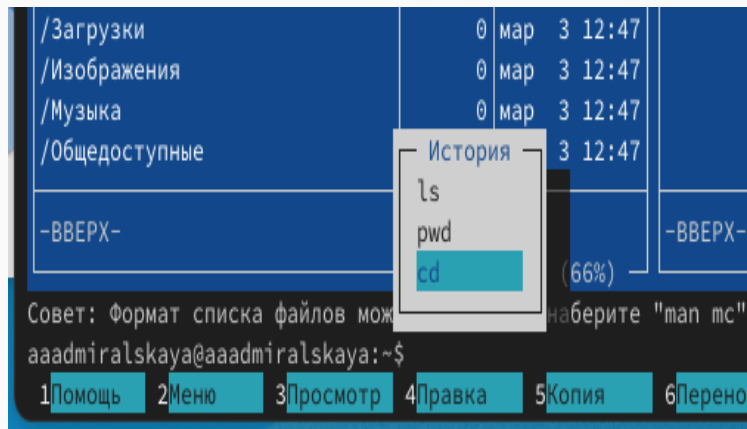 /Загрузки 0 мар 3 12:47
/Изображения 0 мар 3 12:47
/Музыка 0 мар 3 12:47
/Общедоступные 3 12:47
История
ls
pwd
cd
-ВВЕРХ- -ВВЕРХ-
(66%)
Совет: Формат списка файлов мож наберите "man mc"
aaadmiralskaya@aaadmiralskaya:~$
1Помощь 2Меню 3Просмотр 4Правка 5Копия 6Перено